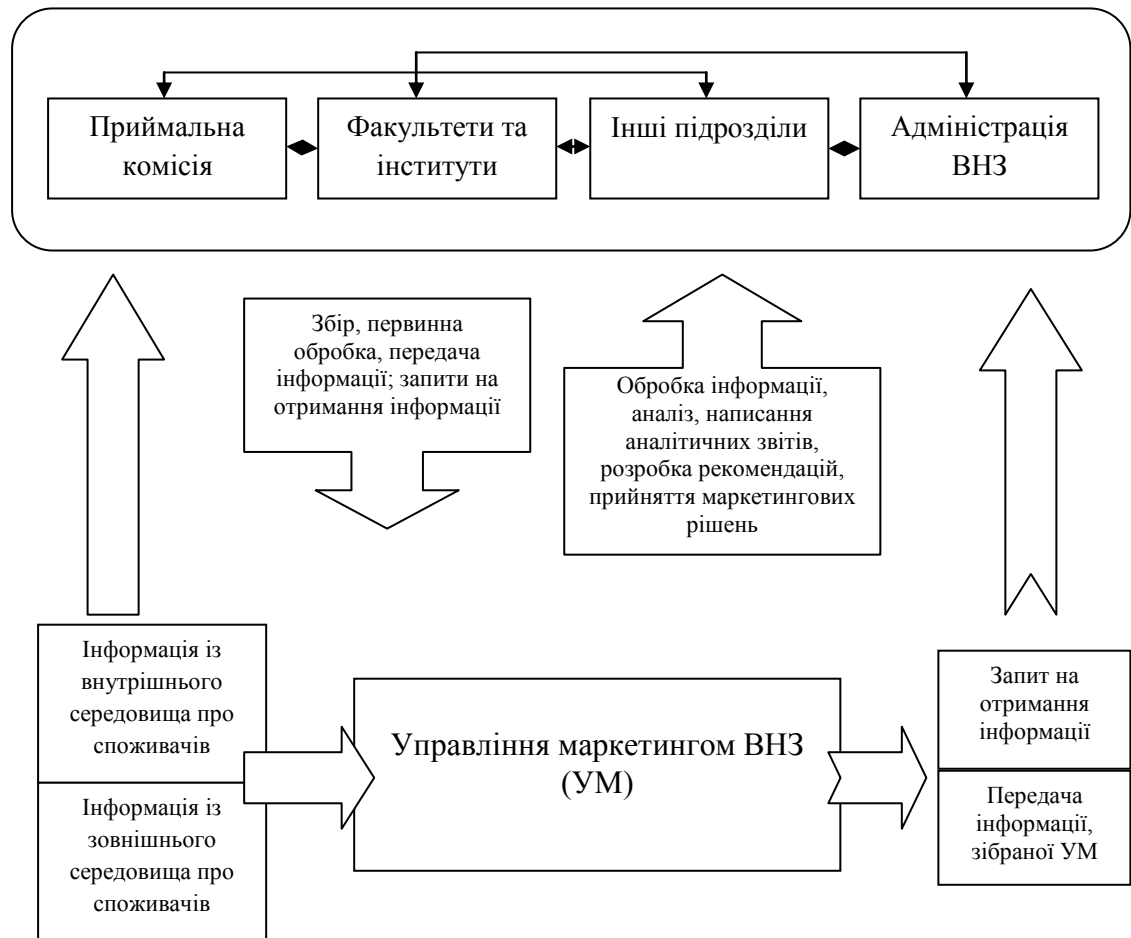 Приймальна
комісія
Факультети та
інститути
Інші підрозділи
Адміністрація
ВНЗ
Збір, первинна
обробка, передача
інформації; запити на
отримання інформації
Обробка інформації,
аналіз, написання
аналітичних звітів,
розробка рекомендацій,
прийняття маркетингових
рішень
Інформація із
внутрішнього
середовища про
споживачів
Інформація із
зовнішнього
середовища про
споживачів
Управління маркетингом ВНЗ
(УМ)
Запит на
отримання
інформації
Передача
інформації,
зібраної УМ